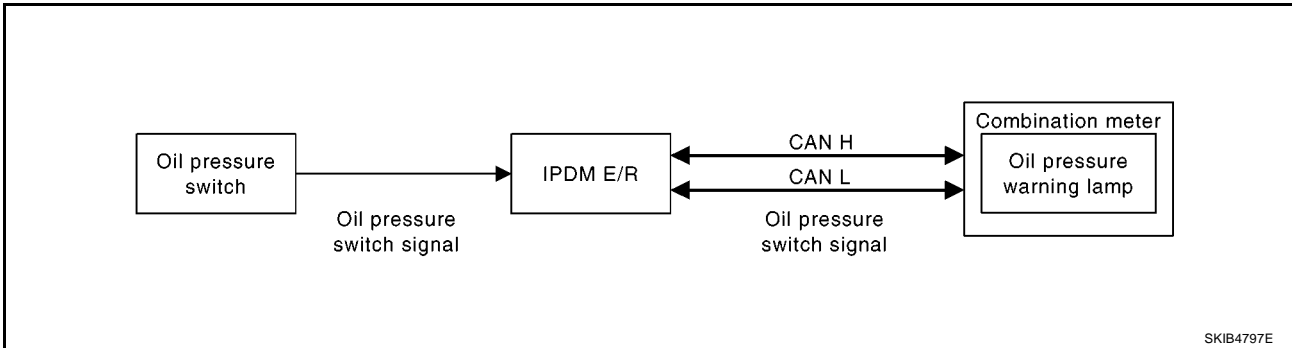 Oil pressure
switch
Oil pressure
switch signal
IPDM E/R
CAN H
CAN L
Oil pressure
switch signal
Combination meter
Oil pressure
warning lamp
SKIB4797E